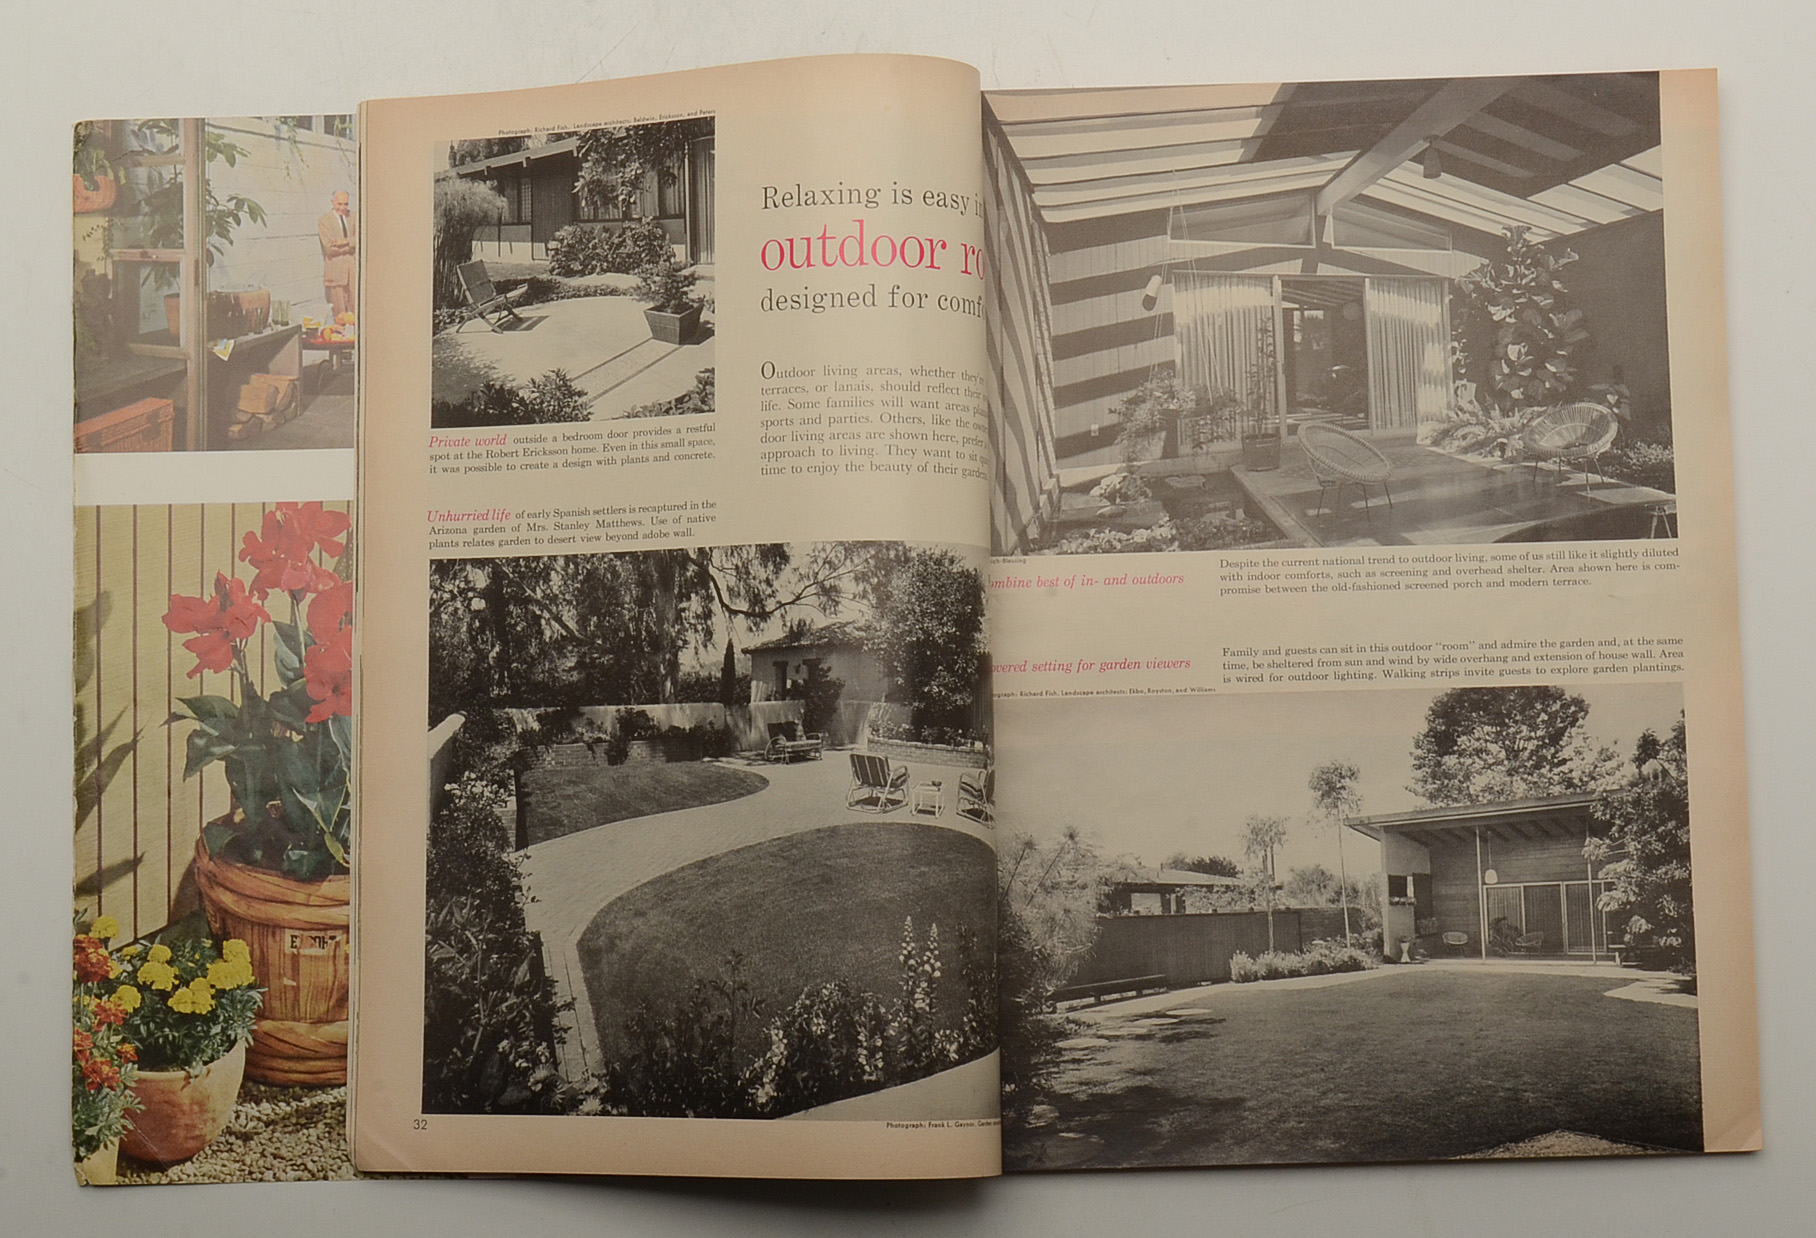 Photograph: Richard Fish. Landscape architects: Baldwin, Ericksson, and Peters
Relaxing is easy
outdoor
designed for
Outdoor living areas, whether they're
terraces, or lanais, should reflect their
life. Some families will want areas
sports and parties. Others, like the
door living areas are shown here, prefer
approach to living. They want to sit
time to enjoy the beauty of their
Private world outside a bedroom door provides a restful
spot at the Robert Ericksson home. Even in this small space,
it was possible to create a design with plants and concrete.
Unhurried life of early Spanish settlers is recaptured in the
Arizona garden of Mrs. Stanley Matthews. Use of native
plants relates garden to desert view beyond adobe wall.
32
Photograph: Frank L. Gaynor,
best of in- and outdoors
Despite the current national trend to outdoor living, some of us still like it slightly diluted
with indoor comforts, such as screening and overhead shelter. Area shown here is com-
promise between the old-fashioned screened porch and modern terrace.
setting for garden viewers
Richard Fish. Landscape architects: Ekbo, Royston, and Williams
Family and guests can sit in this outdoor "room" and admire the garden and, at the same
time, be sheltered from sun and wind by wide overhang and extension of house wall. Area
is wired for outdoor lighting. Walking strips invite guests to explore garden plantings.